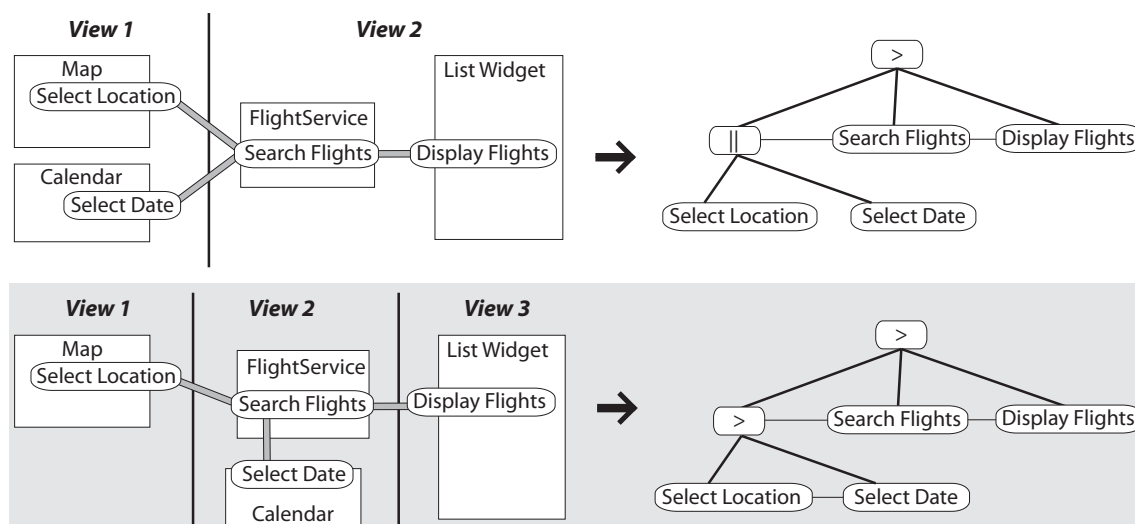 View 1
View 2
Map
Select Location
Calendar
Select Date
FlightService
Search Flights
List Widget
Display Flights
>
||
Search Flights
Display Flights
Select Location
Select Date
View 1
View 2
View 3
Map
Select Location
FlightService
Search Flights
Select Date
Calendar
List Widget
Display Flights
>
>
Search Flights
Display Flights
Select Location
Select Date